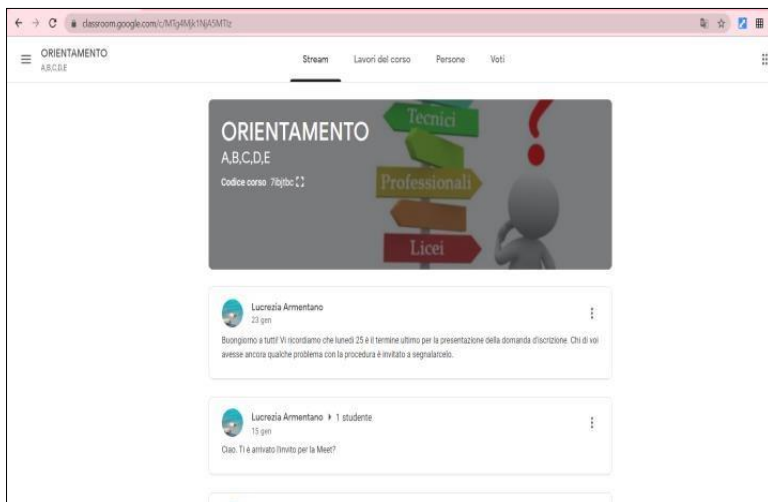 classroom.google.com/c/MTg4Mjk1NjA5MTIz
ORIENTAMENTO
A,B,C,D,E
Stream Lavori del corso Persone Voti
ORIENTAMENTO
A,B,C,D,E
Codice corso 7ibjtbc
Tecnici
Professionali
Licei
Lucrezia Armentano
23 gen
Buongiorno a tutti! Vi ricordiamo che lunedì 25 è il termine ultimo per la presentazione della domanda d'iscrizione. Chi di voi
avesse ancora qualche problema con la procedura è invitato a segnalarcelo.
Lucrezia Armentano 1 studente
15 gen
Ciao. Ti è arrivato l'invito per la Meet?